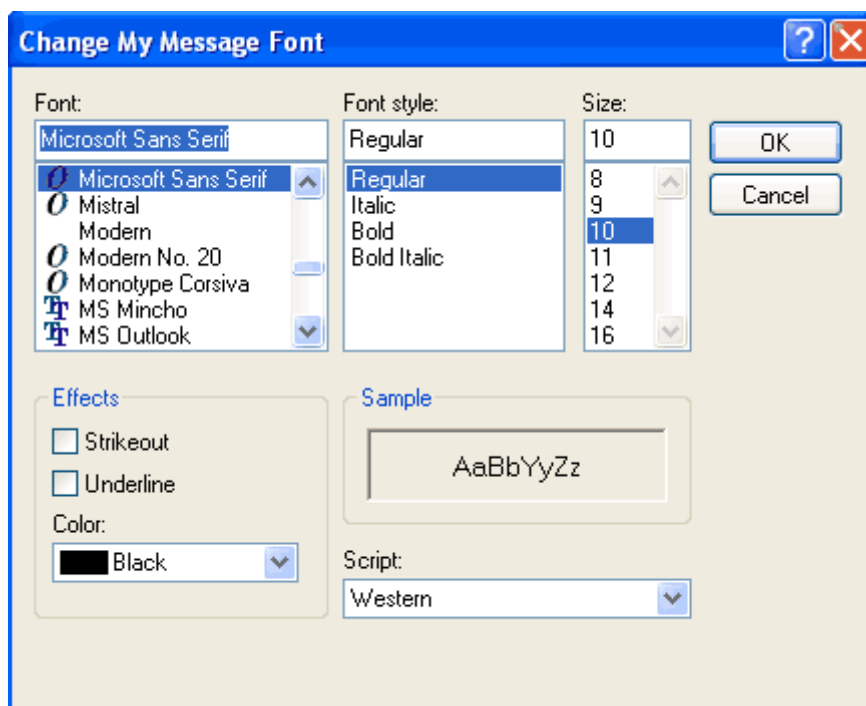 Change My Message Font
Font:
Microsoft Sans Serif
Microsoft Sans Serif
Mistral
Modern
Modern No. 20
Monotype Corsiva
MS Mincho
MS Outlook
Font style:
Regular
Regular
Italic
Bold
Bold Italic
Size:
10
8
9
10
11
12
14
16
OK
Cancel
Effects
Strikeout
Underline
Color:
Black
Sample
AaBbYyZz
Script:
Western